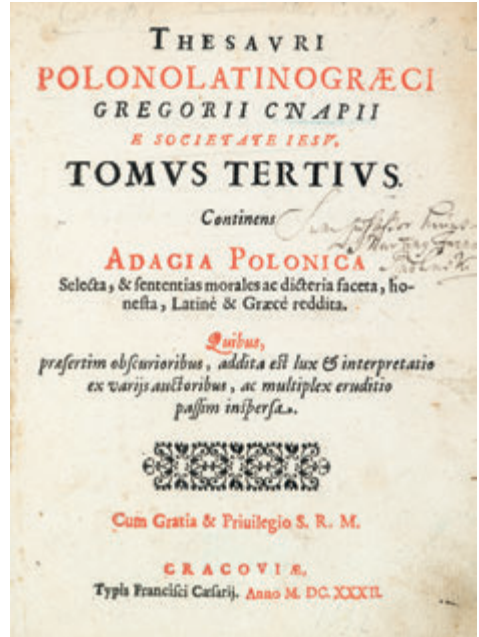 THESAVRI
POLONOLATINOGRÆCI
GREGORII CNAPII
E SOCIETATE IESV,
TOMVS TERTIVS.
Continens
ADAGIA POLONICA
Selecta, & ſententias morales ac dicteria faceta, ho-
neſta, Latinè & Græcè reddita.
Quibus,
præſertim obſcurioribus, addita eſt lux & interpretatio
ex varijs auctoribus, ac multiplex eruditio
paſſim inſperſa.
Cum Gratia & Priuilegio S. R. M.
CRACOVIÆ,
Typis Franciſci Cæſarij. Anno M. DC. XXXII.